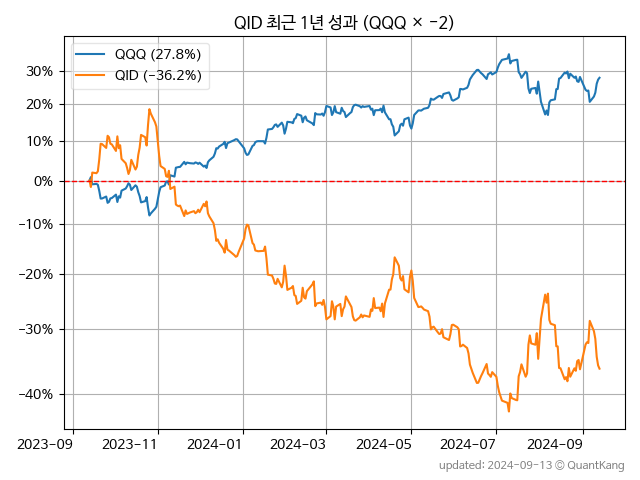 QID 최근 1년 성과 (QQQ × −2)
QQQ (27.8%)
QID (−36.2%)
30%
20%
10%
0%
−10%
−20%
−30%
−40%
2023-09 2023-11 2024-01 2024-03 2024-05 2024-07 2024-09
updated: 2024-09-13 © QuantKang